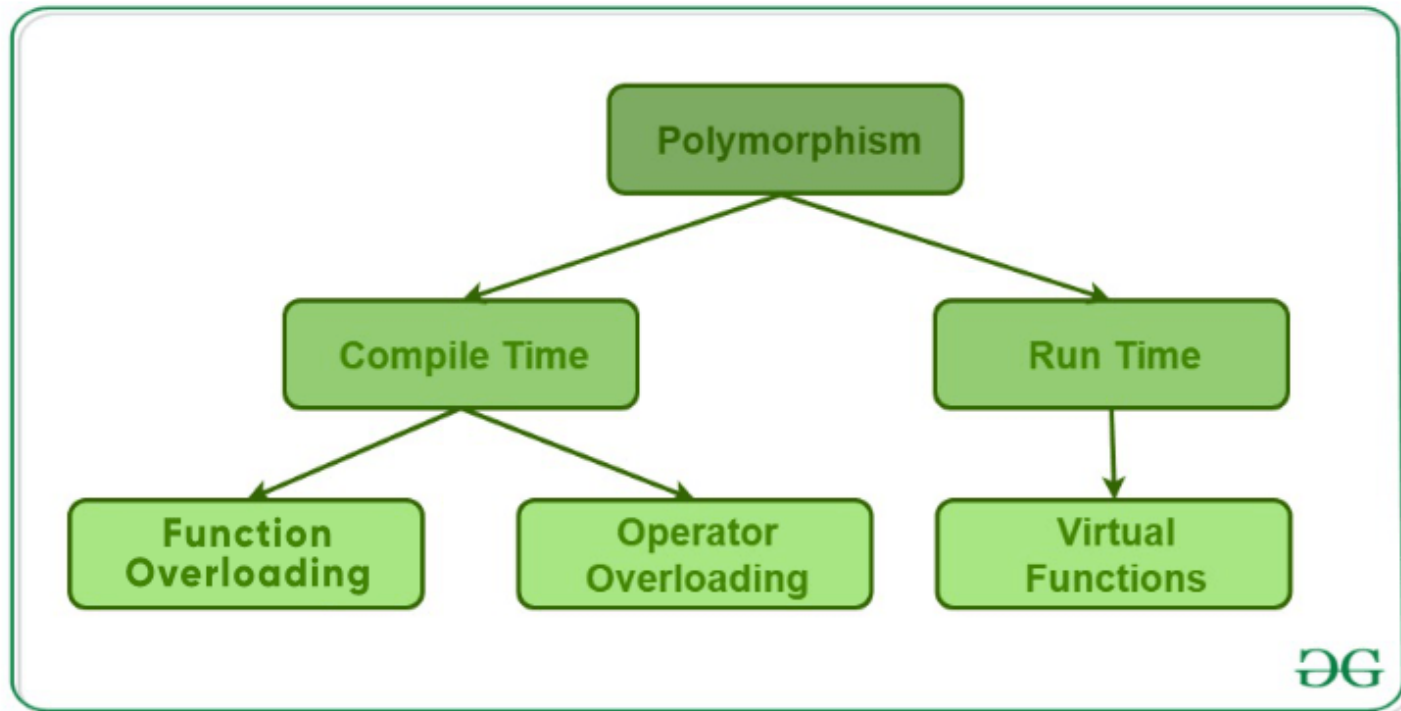 Polymorphism
Compile Time
Run Time
Function
Overloading
Operator
Overloading
Virtual
Functions